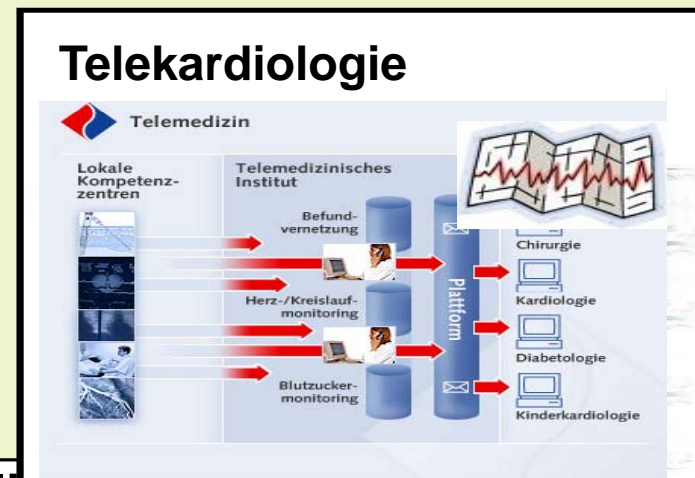 Telekardiologie
Telemedizin
Lokale
Kompetenz-
zentren
Telemedizinisches
Institut
Befund-
vernetzung
Herz-/Kreislauf-
monitoring
Blutzucker-
monitoring
Plattform
Chirurgie
Kardiologie
Diabetologie
Kinderkardiologie